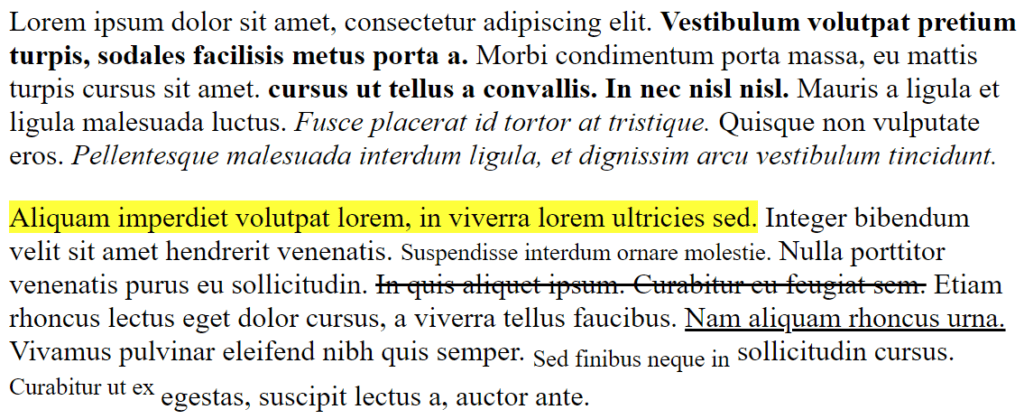 Lorem ipsum dolor sit amet, consectetur adipiscing elit. Vestibulum volutpat pretium
turpis, sodales facilisis metus porta a. Morbi condimentum porta massa, eu mattis
turpis cursus sit amet. cursus ut tellus a convallis. In nec nisl nisl. Mauris a ligula et
ligula malesuada luctus. Fusce placerat id tortor at tristique. Quisque non vulputate
eros. Pellentesque malesuada interdum ligula, et dignissim arcu vestibulum tincidunt.
Aliquam imperdiet volutpat lorem, in viverra lorem ultricies sed. Integer bibendum
velit sit amet hendrerit venenatis. Suspendisse interdum ornare molestie. Nulla porttitor
venenatis purus eu sollicitudin. In quis aliquet ipsum. Curabitur eu feugiat sem. Etiam
rhoncus lectus eget dolor cursus, a viverra tellus faucibus. Nam aliquam rhoncus urna.
Vivamus pulvinar eleifend nibh quis semper. Sed finibus neque in sollicitudin cursus.
Curabitur ut ex egestas, suscipit lectus a, auctor ante.